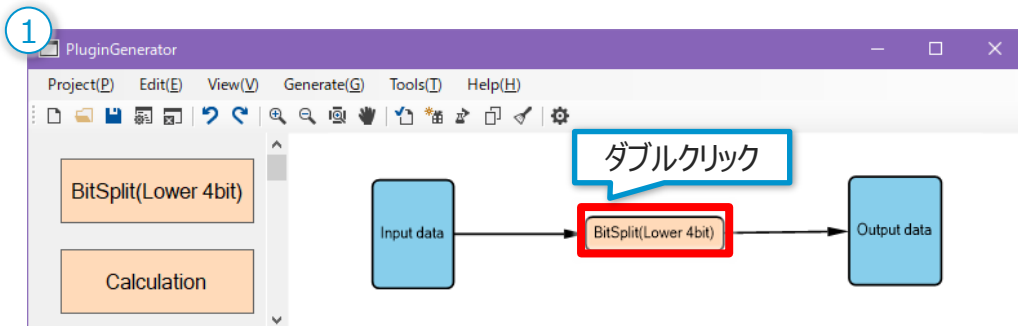 1
PluginGenerator
Project(P) Edit(E) View(V) Generate(G) Tools(T) Help(H)
ダブルクリック
BitSplit(Lower 4bit)
Input data
BitSplit(Lower 4bit)
Output data
Calculation